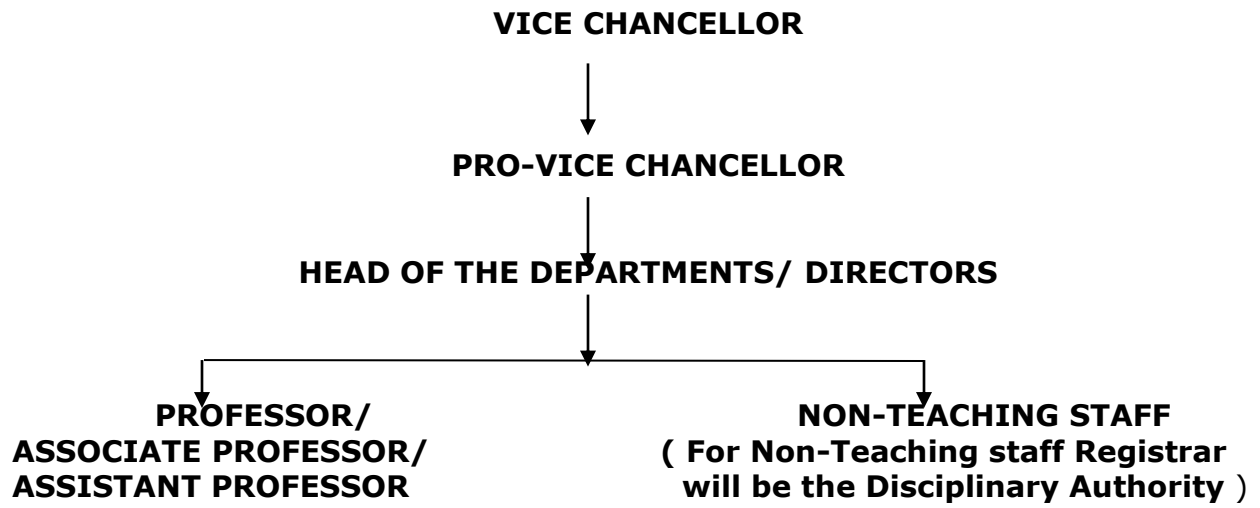 VICE CHANCELLOR
PRO-VICE CHANCELLOR
HEAD OF THE DEPARTMENTS/ DIRECTORS
PROFESSOR/
ASSOCIATE PROFESSOR/
ASSISTANT PROFESSOR
NON-TEACHING STAFF
( For Non-Teaching staff Registrar
will be the Disciplinary Authority )